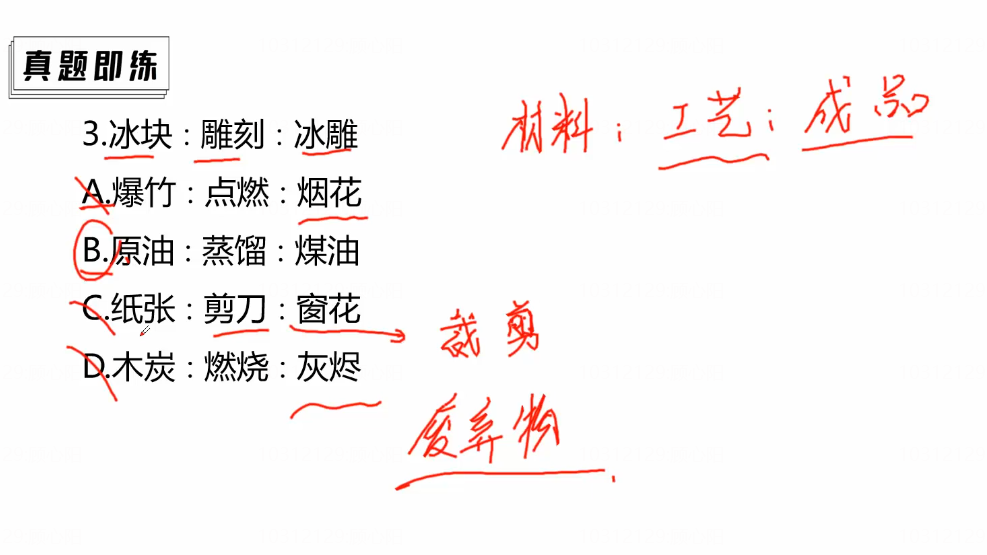 真题即练
材料：工艺：成品
3.冰块：雕刻：冰雕
A.爆竹：点燃：烟花
B.原油：蒸馏：煤油
C.纸张：剪刀：窗花
裁剪
D.木炭：燃烧：灰烬
废弃物